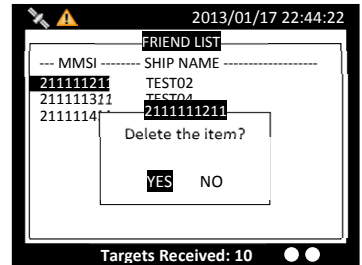 2013/01/17 22:44:22
FRIEND LIST
--- MMSI -------- SHIP NAME -------------------
211111211 TEST02
211111311 TEST04
2111114
2111111211
Delete the item?
YES NO
Targets Received: 10